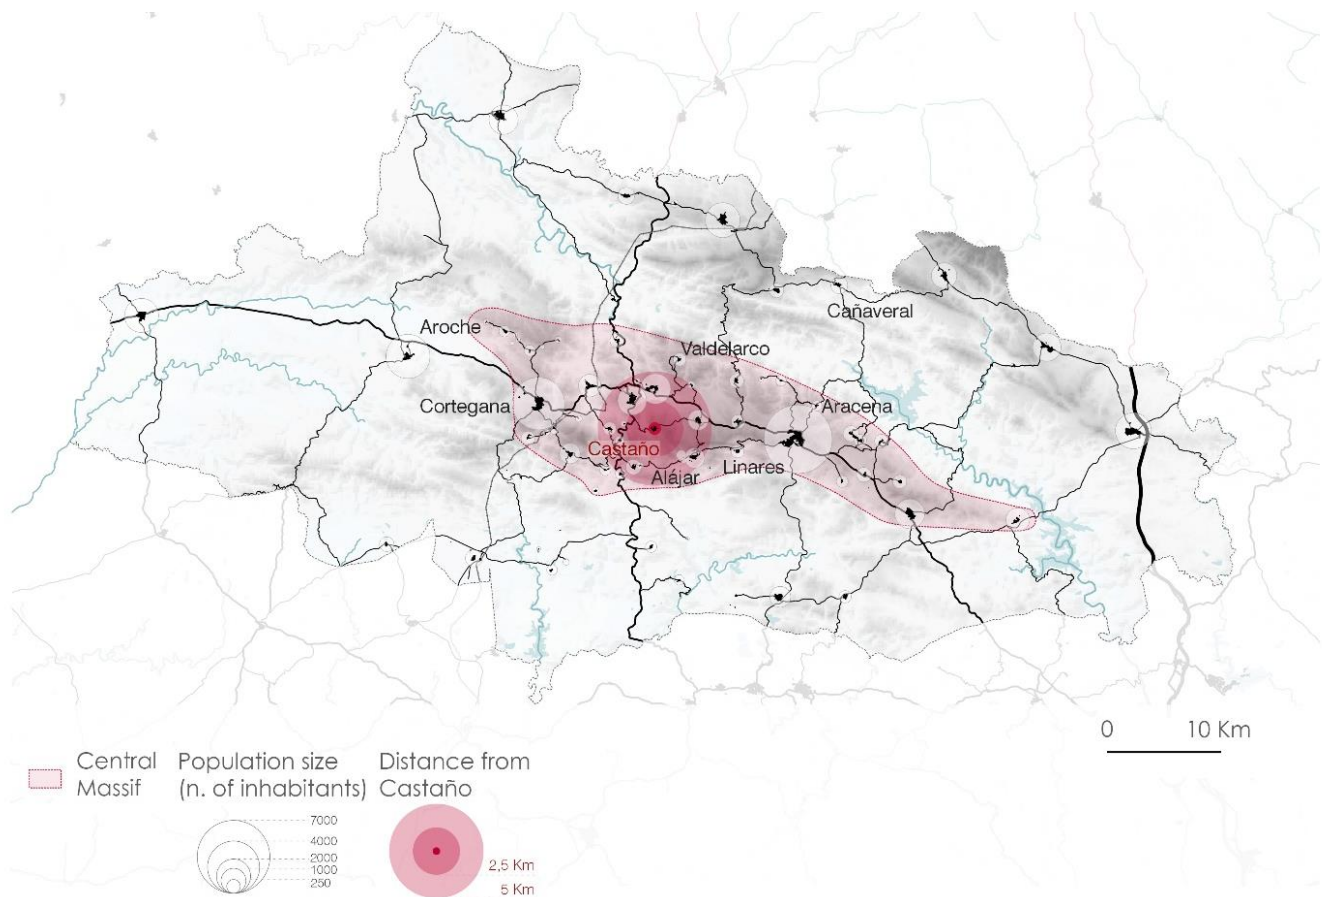 Cañaveral
Aroche
Valdelarco
Cortegana
Aracena
Castaño
Alájar
Linares
0 10 Km
Central
Massif
Population size
(n. of inhabitants)
7000
4000
2000
1000
250
Distance from
Castaño
2,5 Km
5 Km